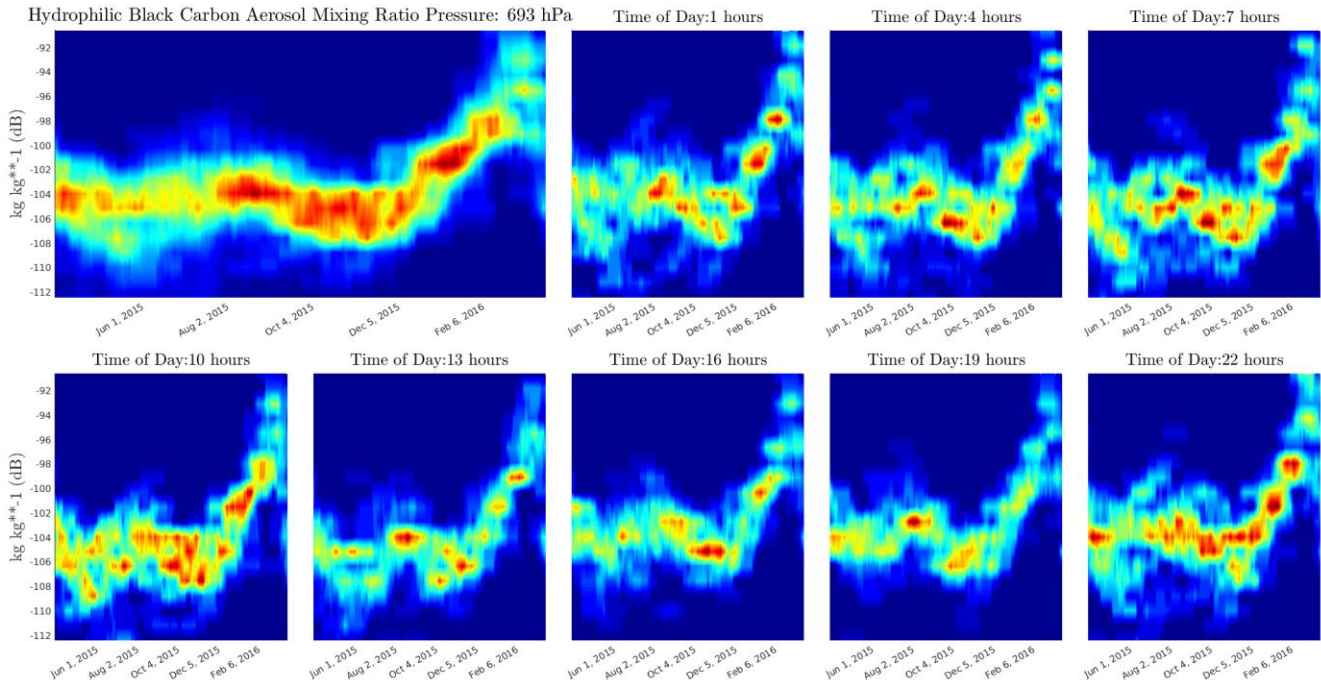 Hydrophilic Black Carbon Aerosol Mixing Ratio Pressure: 693 hPa
Time of Day:1 hours
Time of Day:4 hours
Time of Day:7 hours
kg kg**-1 (dB)
-92
-94
-96
-98
-100
-102
-104
-106
-108
-110
-112
Jun 1, 2015
Aug 2, 2015
Oct 4, 2015
Dec 5, 2015
Feb 6, 2016
Jun 1, 2015
Aug 2, 2015
Oct 4, 2015
Dec 5, 2015
Feb 6, 2016
Jun 1, 2015
Aug 2, 2015
Oct 4, 2015
Dec 5, 2015
Feb 6, 2016
Jun 1, 2015
Aug 2, 2015
Oct 4, 2015
Dec 5, 2015
Feb 6, 2016
Time of Day:10 hours
Time of Day:13 hours
Time of Day:16 hours
Time of Day:19 hours
Time of Day:22 hours
kg kg**-1 (dB)
-92
-94
-96
-98
-100
-102
-104
-106
-108
-110
-112
Jun 1, 2015
Aug 2, 2015
Oct 4, 2015
Dec 5, 2015
Feb 6, 2016
Jun 1, 2015
Aug 2, 2015
Oct 4, 2015
Dec 5, 2015
Feb 6, 2016
Jun 1, 2015
Aug 2, 2015
Oct 4, 2015
Dec 5, 2015
Feb 6, 2016
Jun 1, 2015
Aug 2, 2015
Oct 4, 2015
Dec 5, 2015
Feb 6, 2016
Jun 1, 2015
Aug 2, 2015
Oct 4, 2015
Dec 5, 2015
Feb 6, 2016